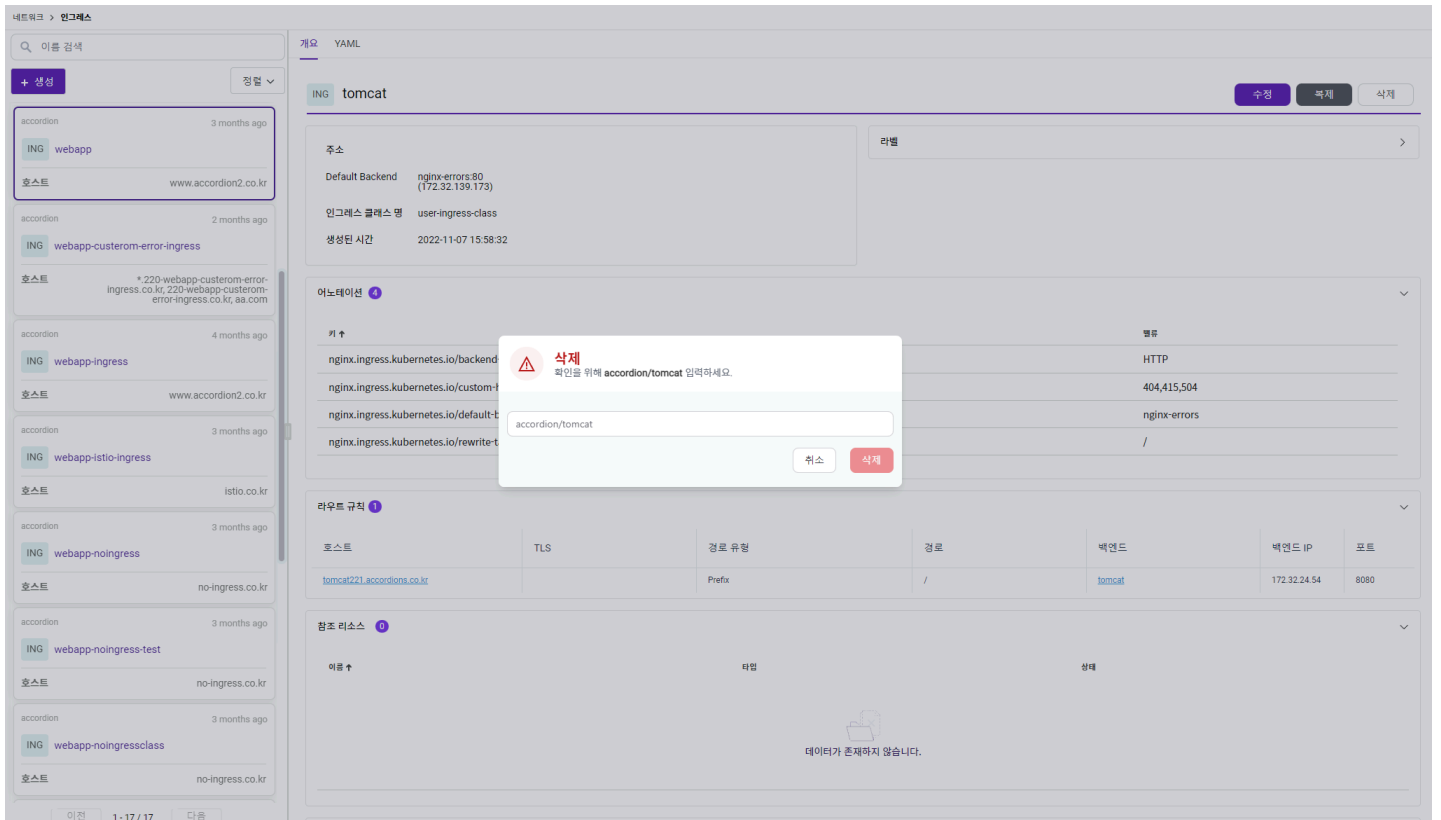 네트워크 > 인그레스
이름 검색
+ 생성
정렬
accordion 3 months ago
ING webapp
호스트 www.accordion2.co.kr
accordion 2 months ago
ING webapp-custerom-error-ingress
호스트 *.220-webapp-custerom-error-
ingress.co.kr, 220-webapp-custerom-
error-ingress.co.kr, aa.com
accordion 4 months ago
ING webapp-ingress
호스트 www.accordion2.co.kr
accordion 3 months ago
ING webapp-istio-ingress
호스트 istio.co.kr
accordion 3 months ago
ING webapp-noingress
호스트 no-ingress.co.kr
accordion 3 months ago
ING webapp-noingress-test
호스트 no-ingress.co.kr
accordion 3 months ago
ING webapp-noingressclass
호스트 no-ingress.co.kr
이전 1 - 17 / 17 다음
개요 YAML
ING tomcat
수정 복제 삭제
주소
Default Backend nginx-errors:80
(172.32.139.173)
인그레스 클래스 명 user-ingress-class
생성된 시간 2022-11-07 15:58:32
라벨
어노테이션 4
키 밸류
nginx.ingress.kubernetes.io/backend- HTTP
nginx.ingress.kubernetes.io/custom-h 404,415,504
nginx.ingress.kubernetes.io/default-b nginx-errors
nginx.ingress.kubernetes.io/rewrite-t /
삭제
확인을 위해 accordion/tomcat 입력하세요.
accordion/tomcat
취소 삭제
라우트 규칙 1
호스트 TLS 경로 유형 경로 백엔드 백엔드 IP 포트
tomcat221.accordions.co.kr Prefix / tomcat 172.32.24.54 8080
참조 리소스 0
이름 타입 상태
데이터가 존재하지 않습니다.